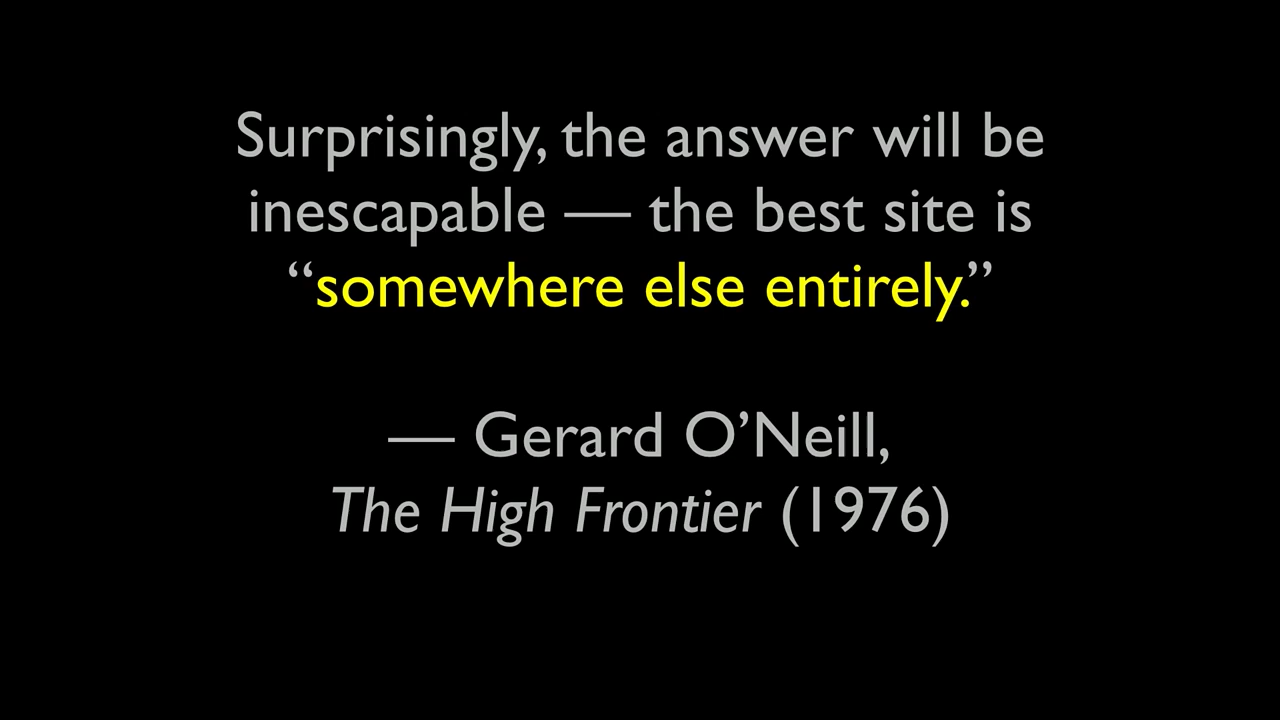 Surprisingly, the answer will be
inescapable — the best site is
“somewhere else entirely.”
— Gerard O’Neill,
The High Frontier (1976)